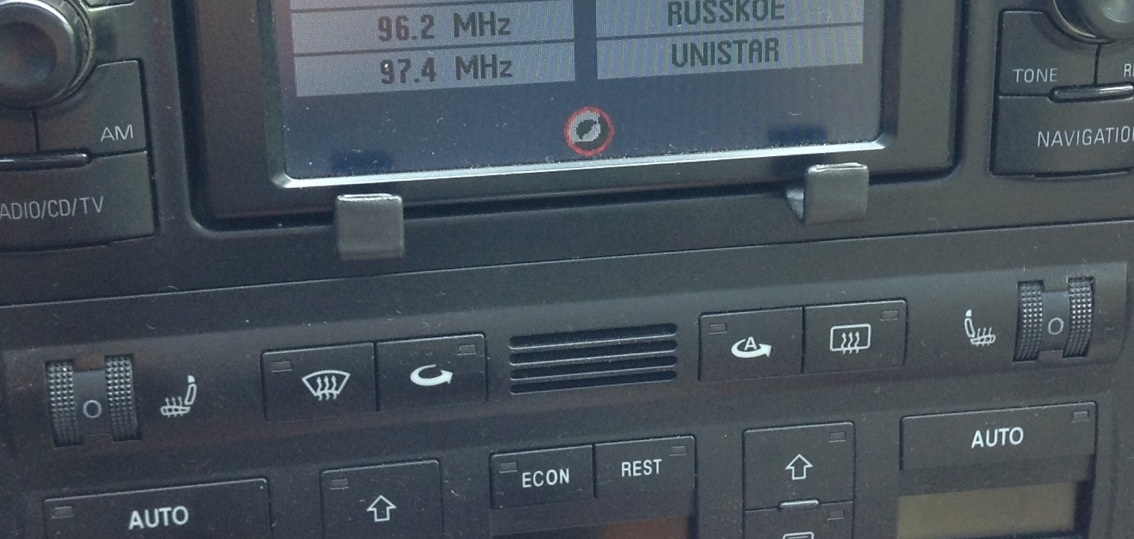 96.2 MHz RUSSKOE
97.4 MHz UNISTAR
TONE
AM
NAVIGATIO
ADIO/CD/TV
O
A
O
AUTO
ECON REST
AUTO